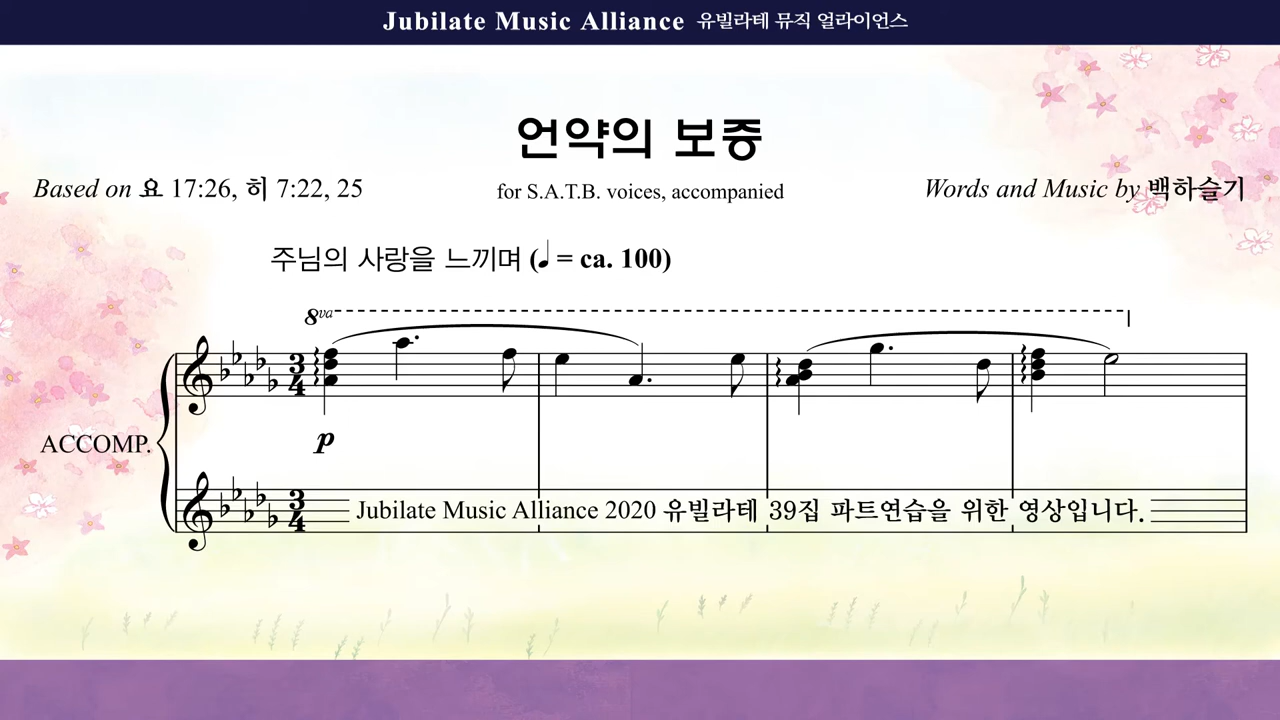 Jubilate Music Alliance 유빌라테 뮤직 얼라이언스
언약의 보증
Based on 요 17:26, 히 7:22, 25
for S.A.T.B. voices, accompanied
Words and Music by 백하슬기
주님의 사랑을 느끼며 (♩ = ca. 100)
8va
3/4
ACCOMP.
p
3/4
Jubilate Music Alliance 2020 유빌라테 39집 파트연습을 위한 영상입니다.